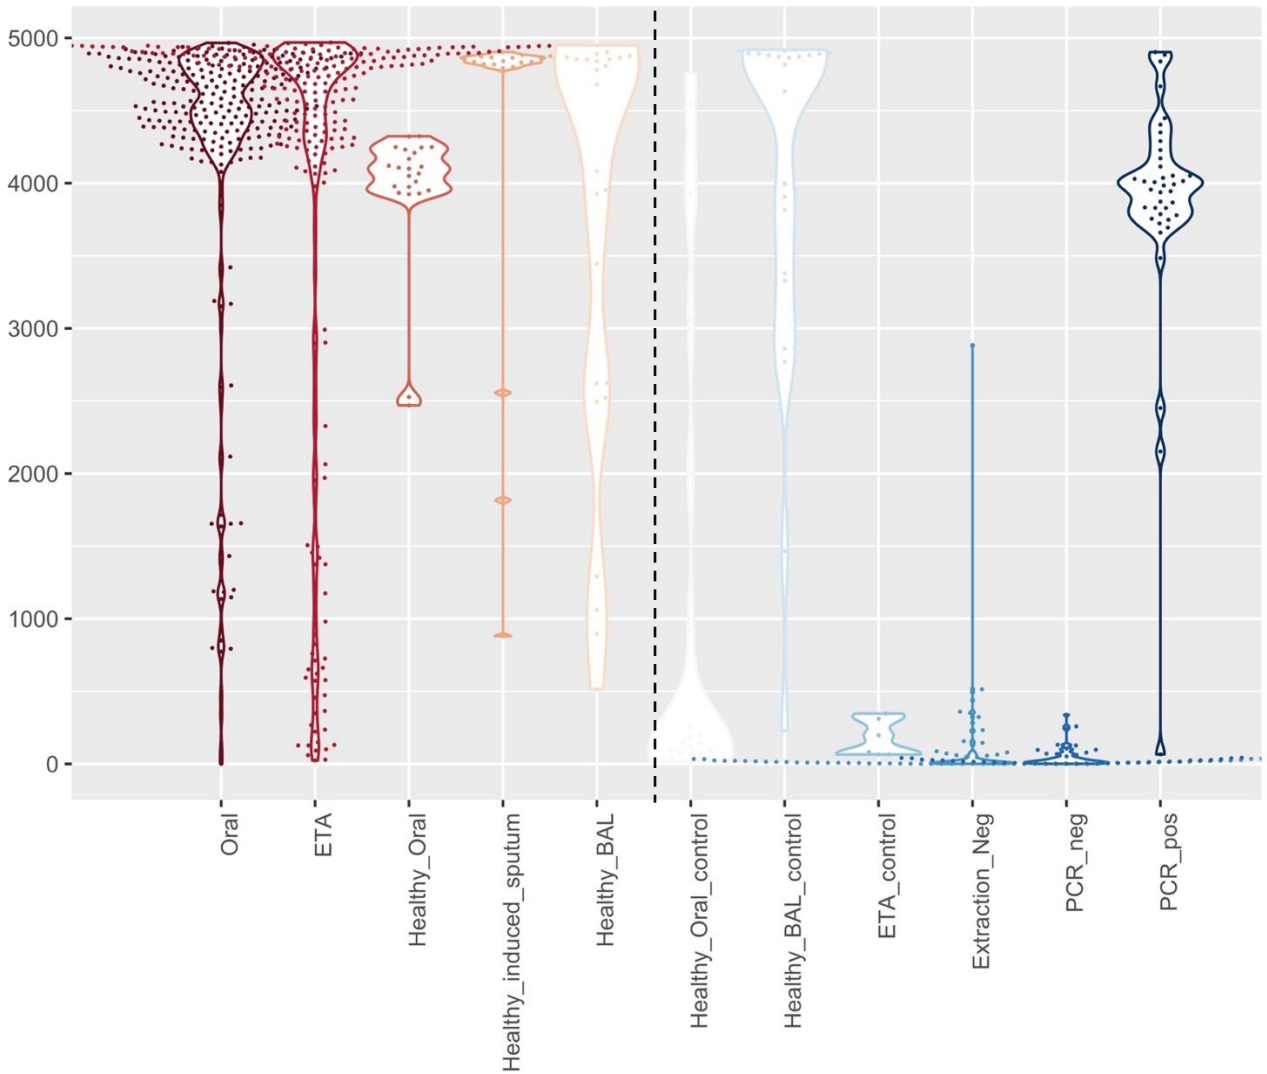 5000
4000
3000
2000
1000
0
Oral
ETA
Healthy_Oral
Healthy_induced_sputum
Healthy_BAL
Healthy_Oral_control
Healthy_BAL_control
ETA_control
Extraction_Neg
PCR_neg
PCR_pos